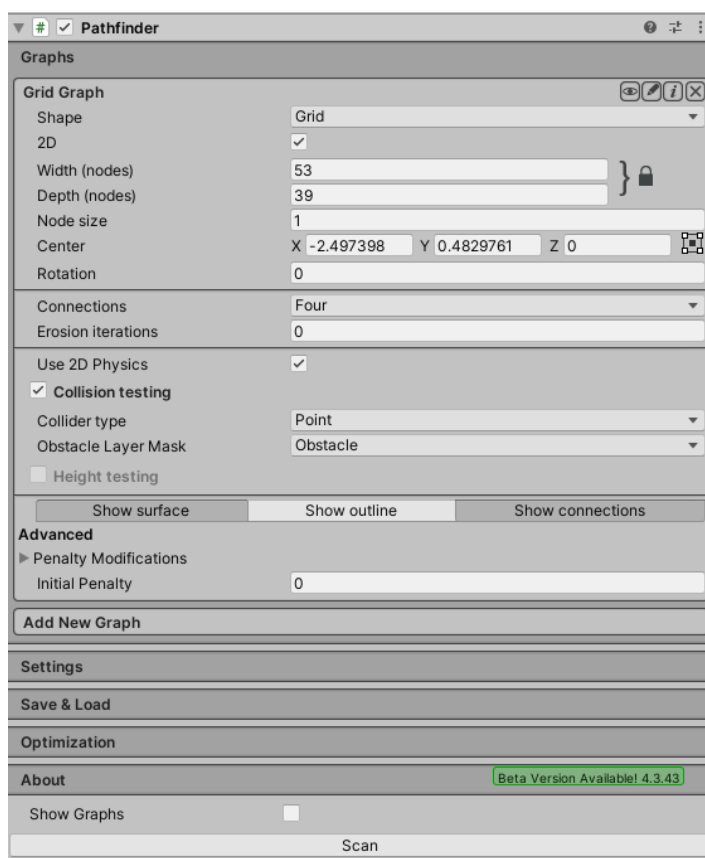 # Pathfinder
Graphs
Grid Graph
Shape Grid
2D
Width (nodes) 53
Depth (nodes) 39
Node size 1
Center X -2.497398 Y 0.4829761 Z 0
Rotation 0
Connections Four
Erosion iterations 0
Use 2D Physics
Collision testing
Collider type Point
Obstacle Layer Mask Obstacle
Height testing
Show surface Show outline Show connections
Advanced
Penalty Modifications
Initial Penalty 0
Add New Graph
Settings
Save & Load
Optimization
About Beta Version Available! 4.3.43
Show Graphs
Scan